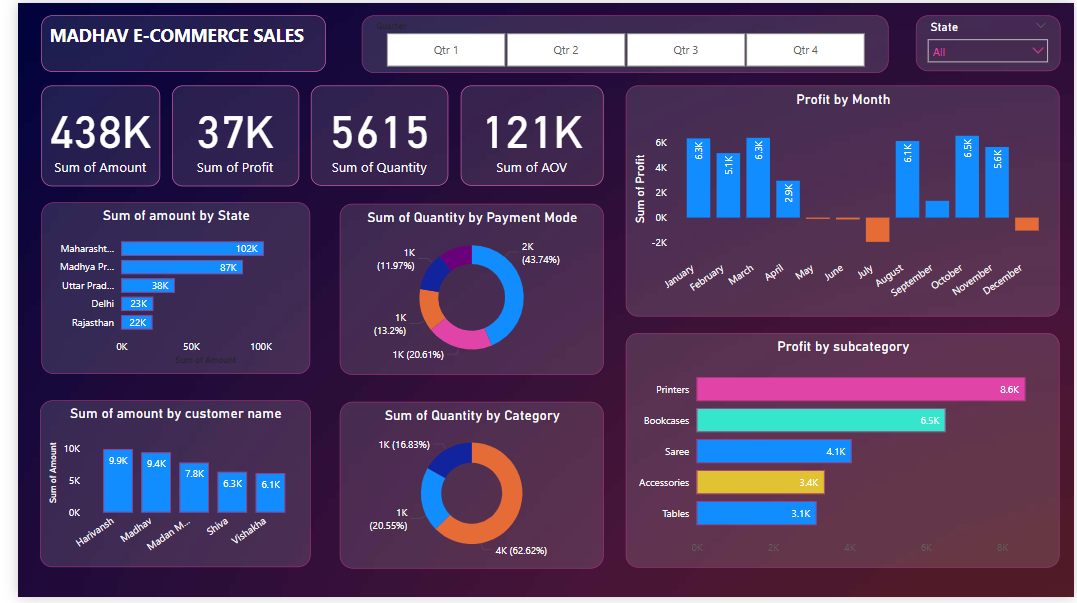 MADHAV E-COMMERCE SALES
Quarter
Qtr 1
Qtr 2
Qtr 3
Qtr 4
State
All
438K
Sum of Amount
37K
Sum of Profit
5615
Sum of Quantity
121K
Sum of AOV
Profit by Month
Sum of Profit
6K
4K
2K
0K
-2K
6.3K
5.1K
6.3K
2.9K
6.1K
6.5K
5.6K
January
February
March
April
May
June
July
August
September
October
November
December
Sum of amount by State
Maharasht...
102K
Madhya Pr...
87K
Uttar Prad...
38K
Delhi
23K
Rajasthan
22K
0K
50K
100K
Sum of Amount
Sum of Quantity by Payment Mode
2K
(43.74%)
1K (20.61%)
1K
(13.2%)
1K
(11.97%)
Profit by subcategory
Printers
8.6K
Bookcases
6.5K
Saree
4.1K
Accessories
3.4K
Tables
3.1K
0K
2K
4K
6K
8K
Sum of amount by customer name
Sum of Amount
10K
5K
0K
9.9K
9.4K
7.8K
6.3K
6.1K
Harivansh
Madhav
Madan M...
Shiva
Vishakha
Sum of Quantity by Category
1K (16.83%)
1K
(20.55%)
4K (62.62%)